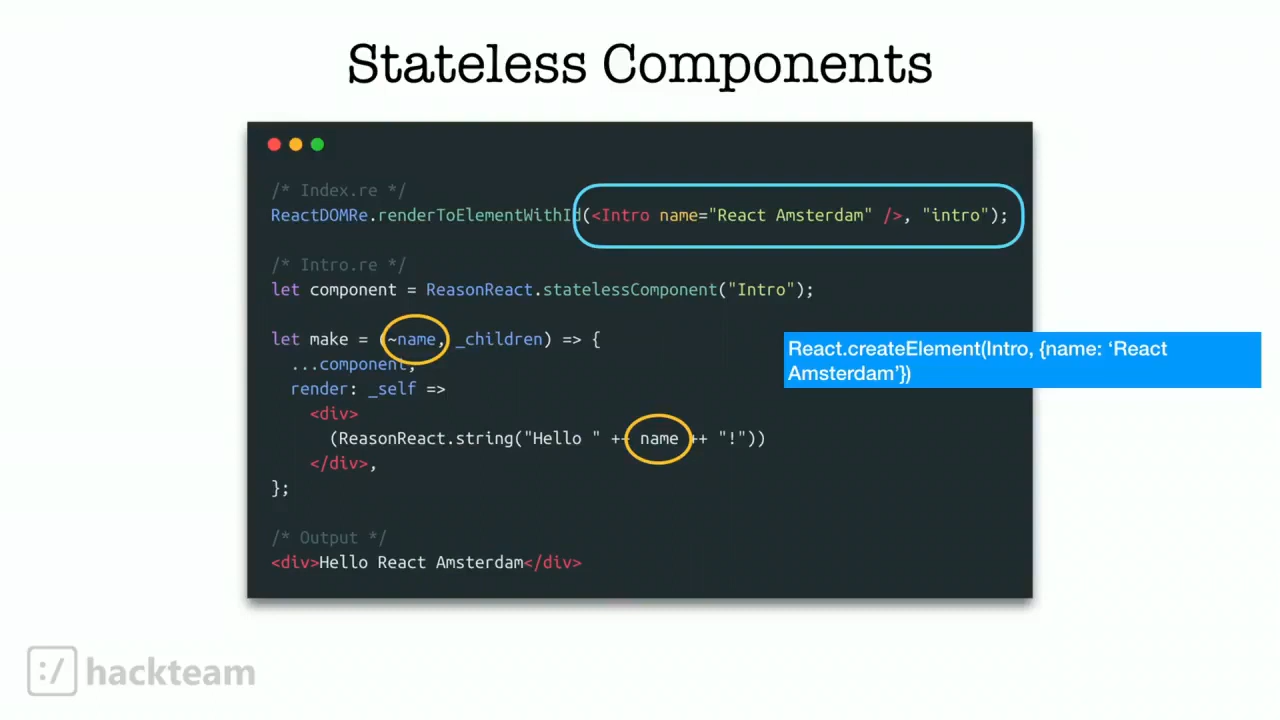 Stateless Components
/* Index.re */
ReactDOMRe.renderToElementWithId(<Intro name="React Amsterdam" />, "intro");
/* Intro.re */
let component = ReasonReact.statelessComponent("Intro");
let make = (~name, _children) => {
...component,
render: _self =>
<div>
(ReasonReact.string("Hello " ++ name ++ "!"))
</div>,
};
/* Output */
<div>Hello React Amsterdam</div>
React.createElement(Intro, {name: ‘React
Amsterdam’})
:/ hackteam